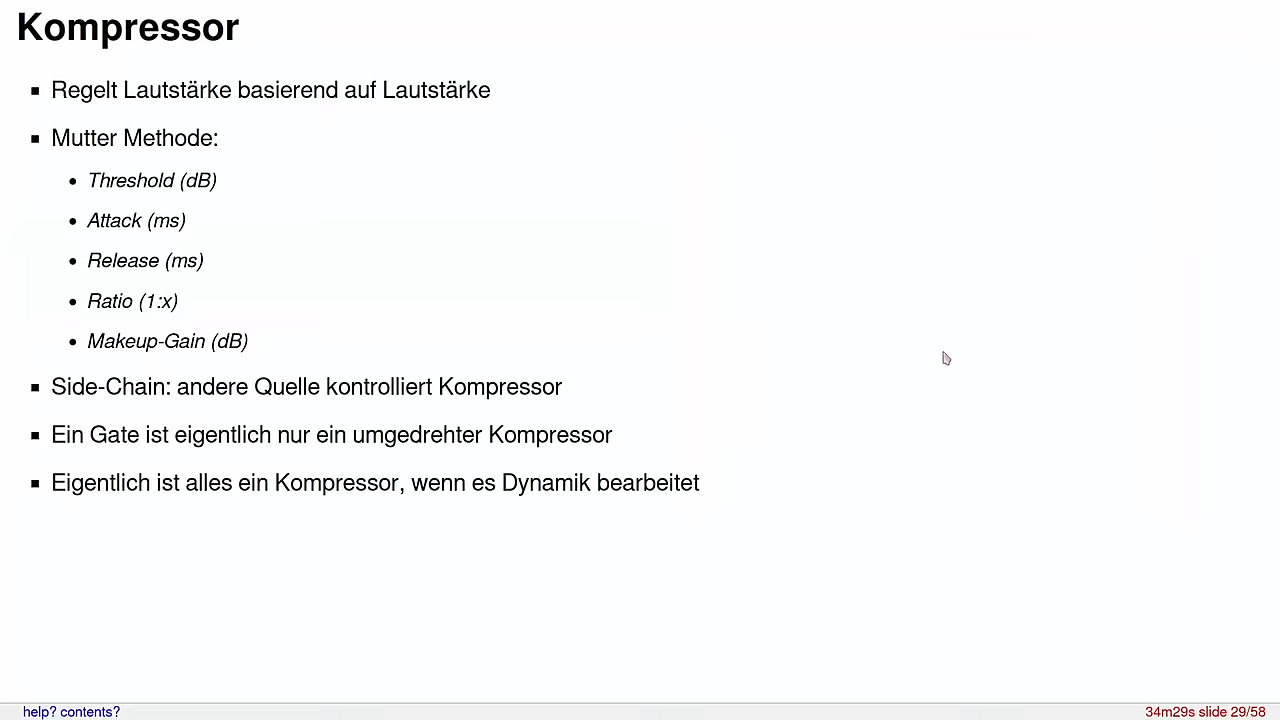 Kompressor
Regelt Lautstärke basierend auf Lautstärke
Mutter Methode:
Threshold (dB)
Attack (ms)
Release (ms)
Ratio (1:x)
Makeup-Gain (dB)
Side-Chain: andere Quelle kontrolliert Kompressor
Ein Gate ist eigentlich nur ein umgedrehter Kompressor
Eigentlich ist alles ein Kompressor, wenn es Dynamik bearbeitet
help? contents?
34m29s slide 29/58